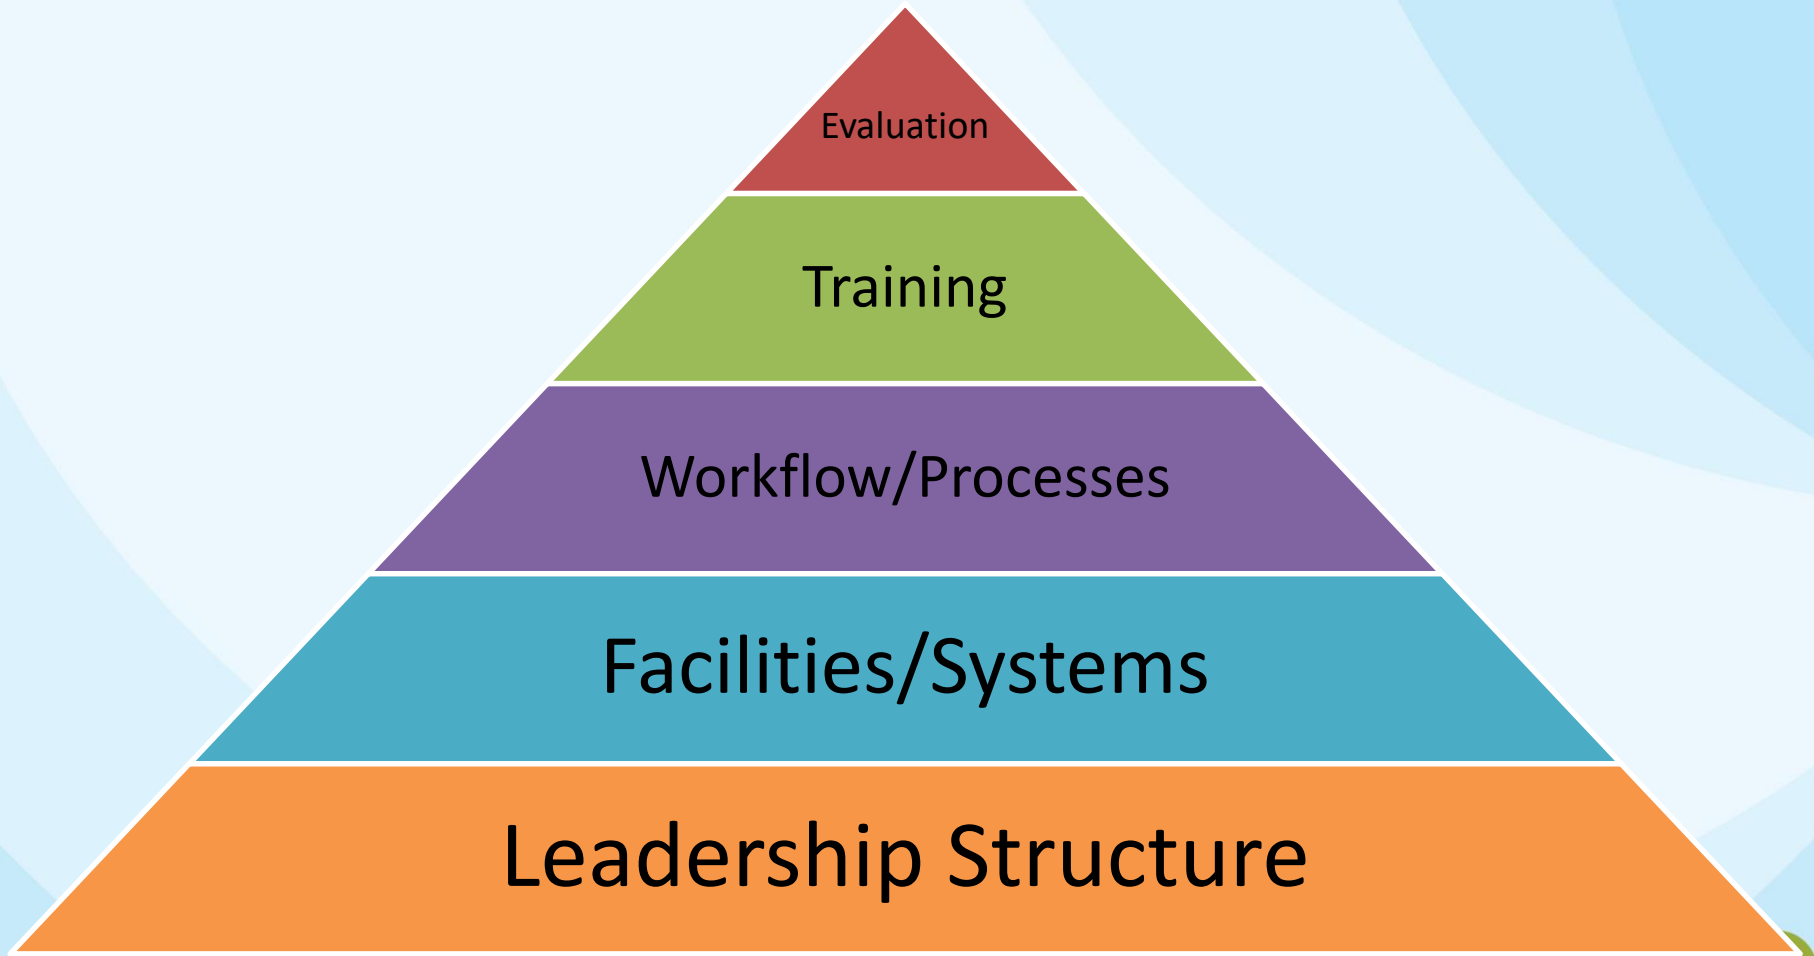 Evaluation
Training
Workflow/Processes
Facilities/Systems
Leadership Structure